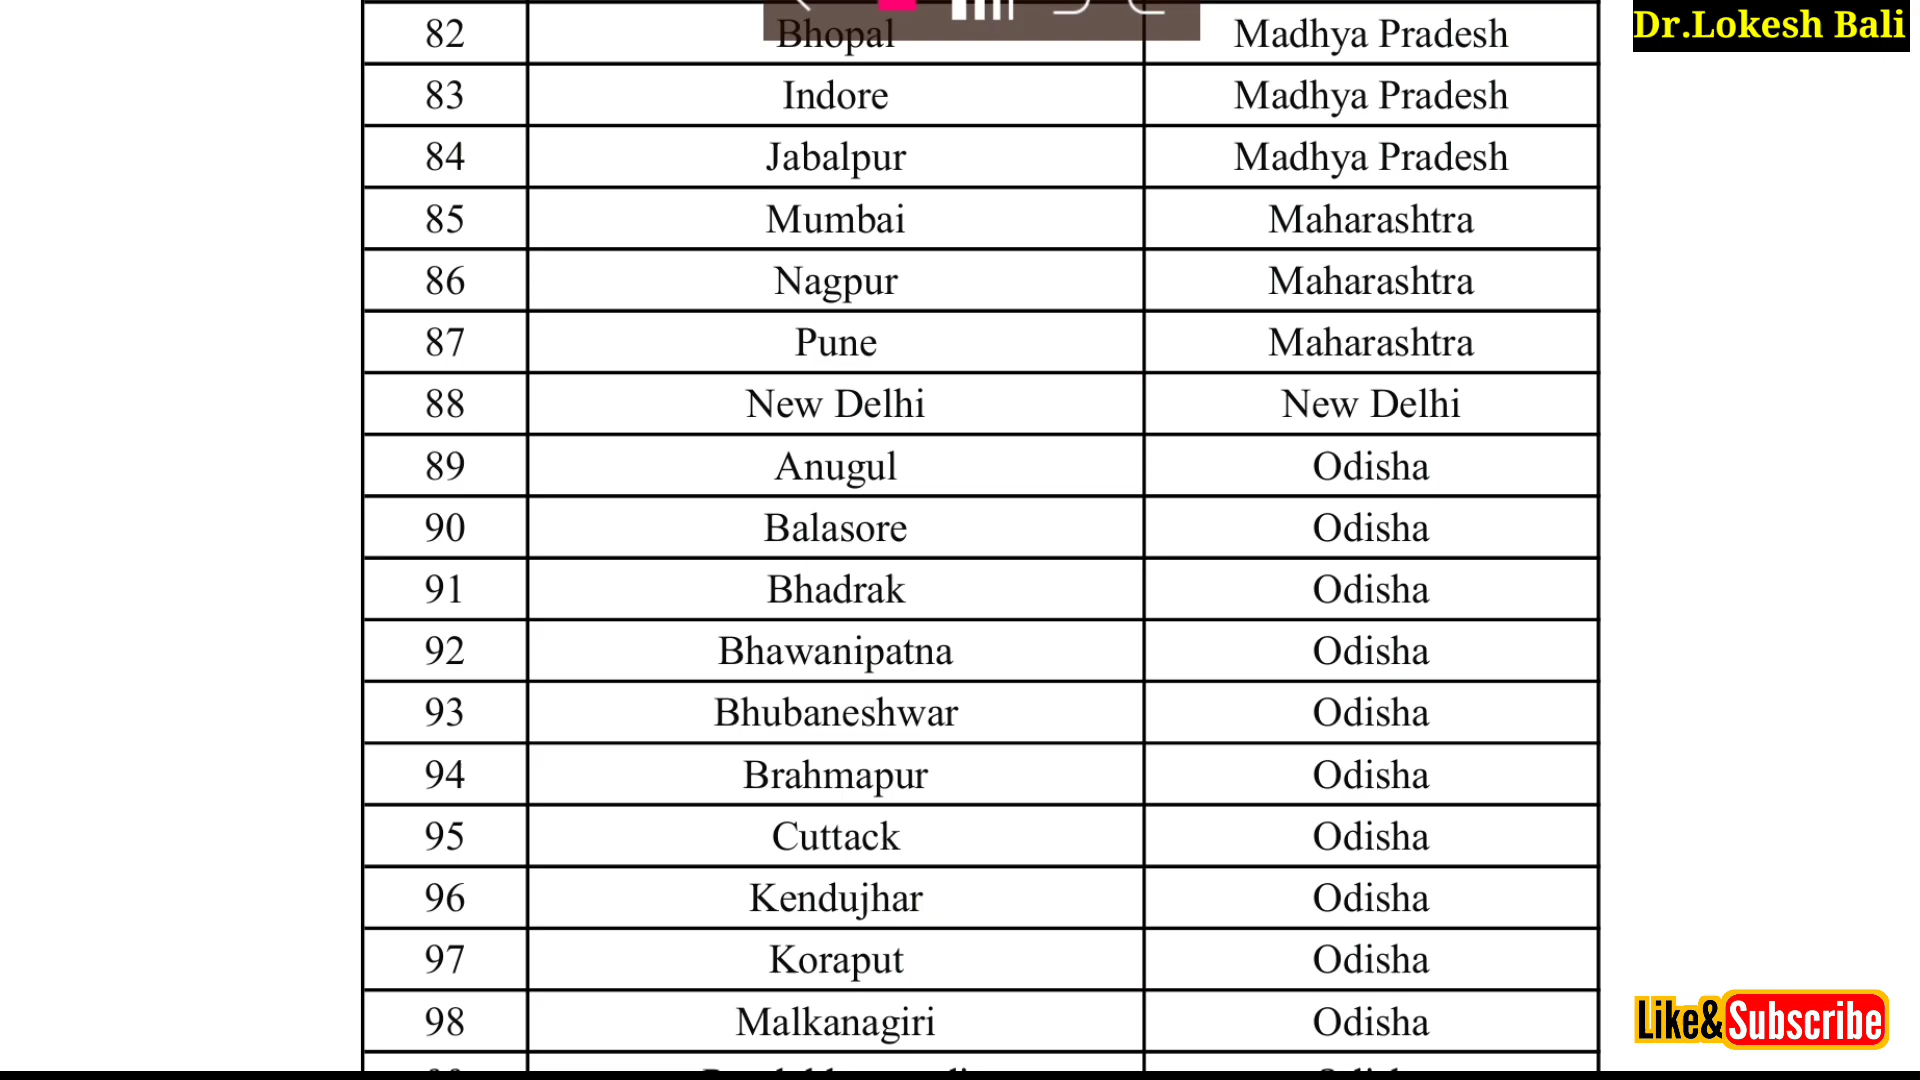 Dr.Lokesh Bali
82 Bhopal Madhya Pradesh
83 Indore Madhya Pradesh
84 Jabalpur Madhya Pradesh
85 Mumbai Maharashtra
86 Nagpur Maharashtra
87 Pune Maharashtra
88 New Delhi New Delhi
89 Anugul Odisha
90 Balasore Odisha
91 Bhadrak Odisha
92 Bhawanipatna Odisha
93 Bhubaneshwar Odisha
94 Brahmapur Odisha
95 Cuttack Odisha
96 Kendujhar Odisha
97 Koraput Odisha
98 Malkanagiri Odisha
Like&Subscribe